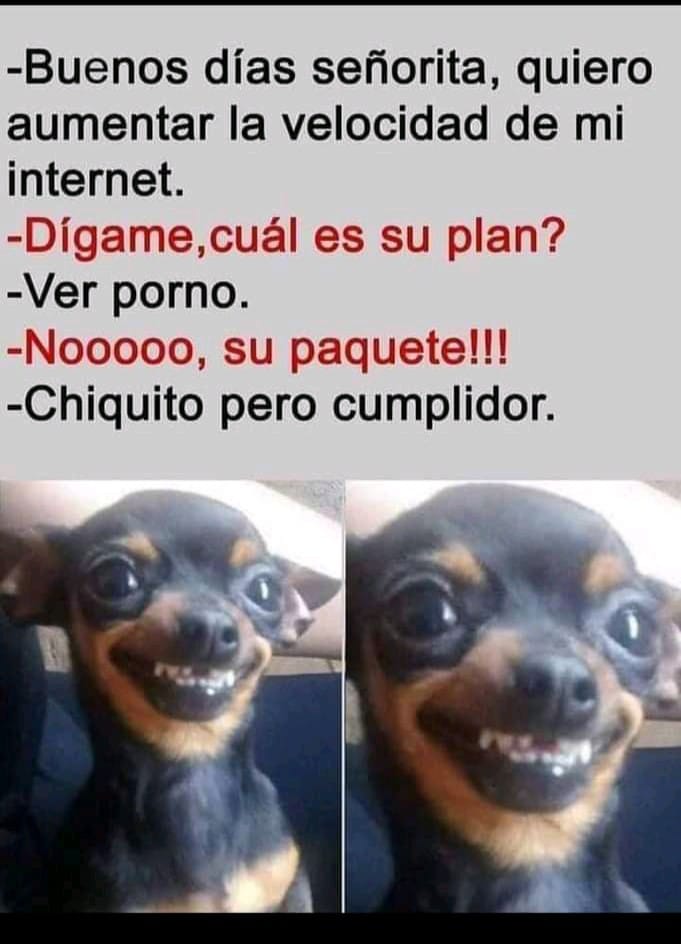 -Buenos días señorita, quiero
aumentar la velocidad de mi
internet.
-Dígame,cuál es su plan?
-Ver porno.
-Nooooo, su paquete!!!
-Chiquito pero cumplidor.